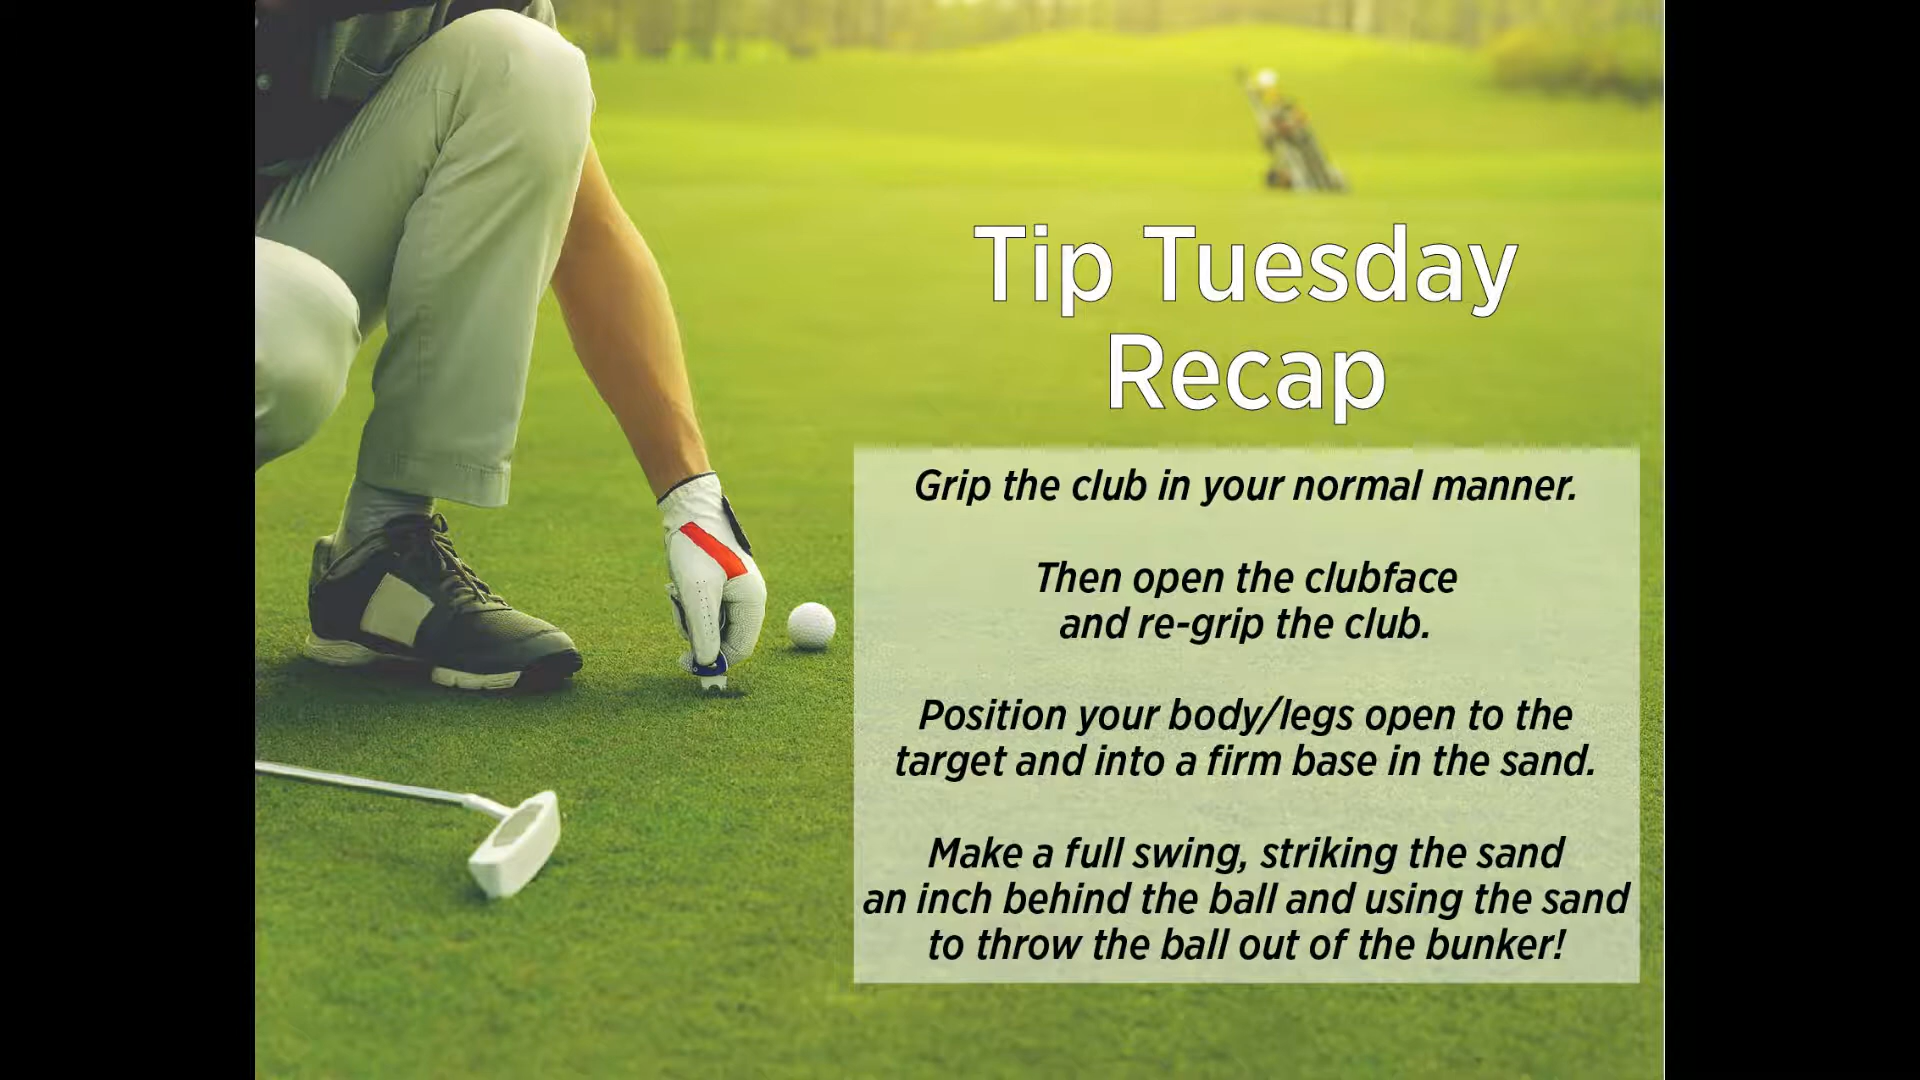 Tip Tuesday
Recap
Grip the club in your normal manner.
Then open the clubface
and re-grip the club.
Position your body/legs open to the
target and into a firm base in the sand.
Make a full swing, striking the sand
an inch behind the ball and using the sand
to throw the ball out of the bunker!